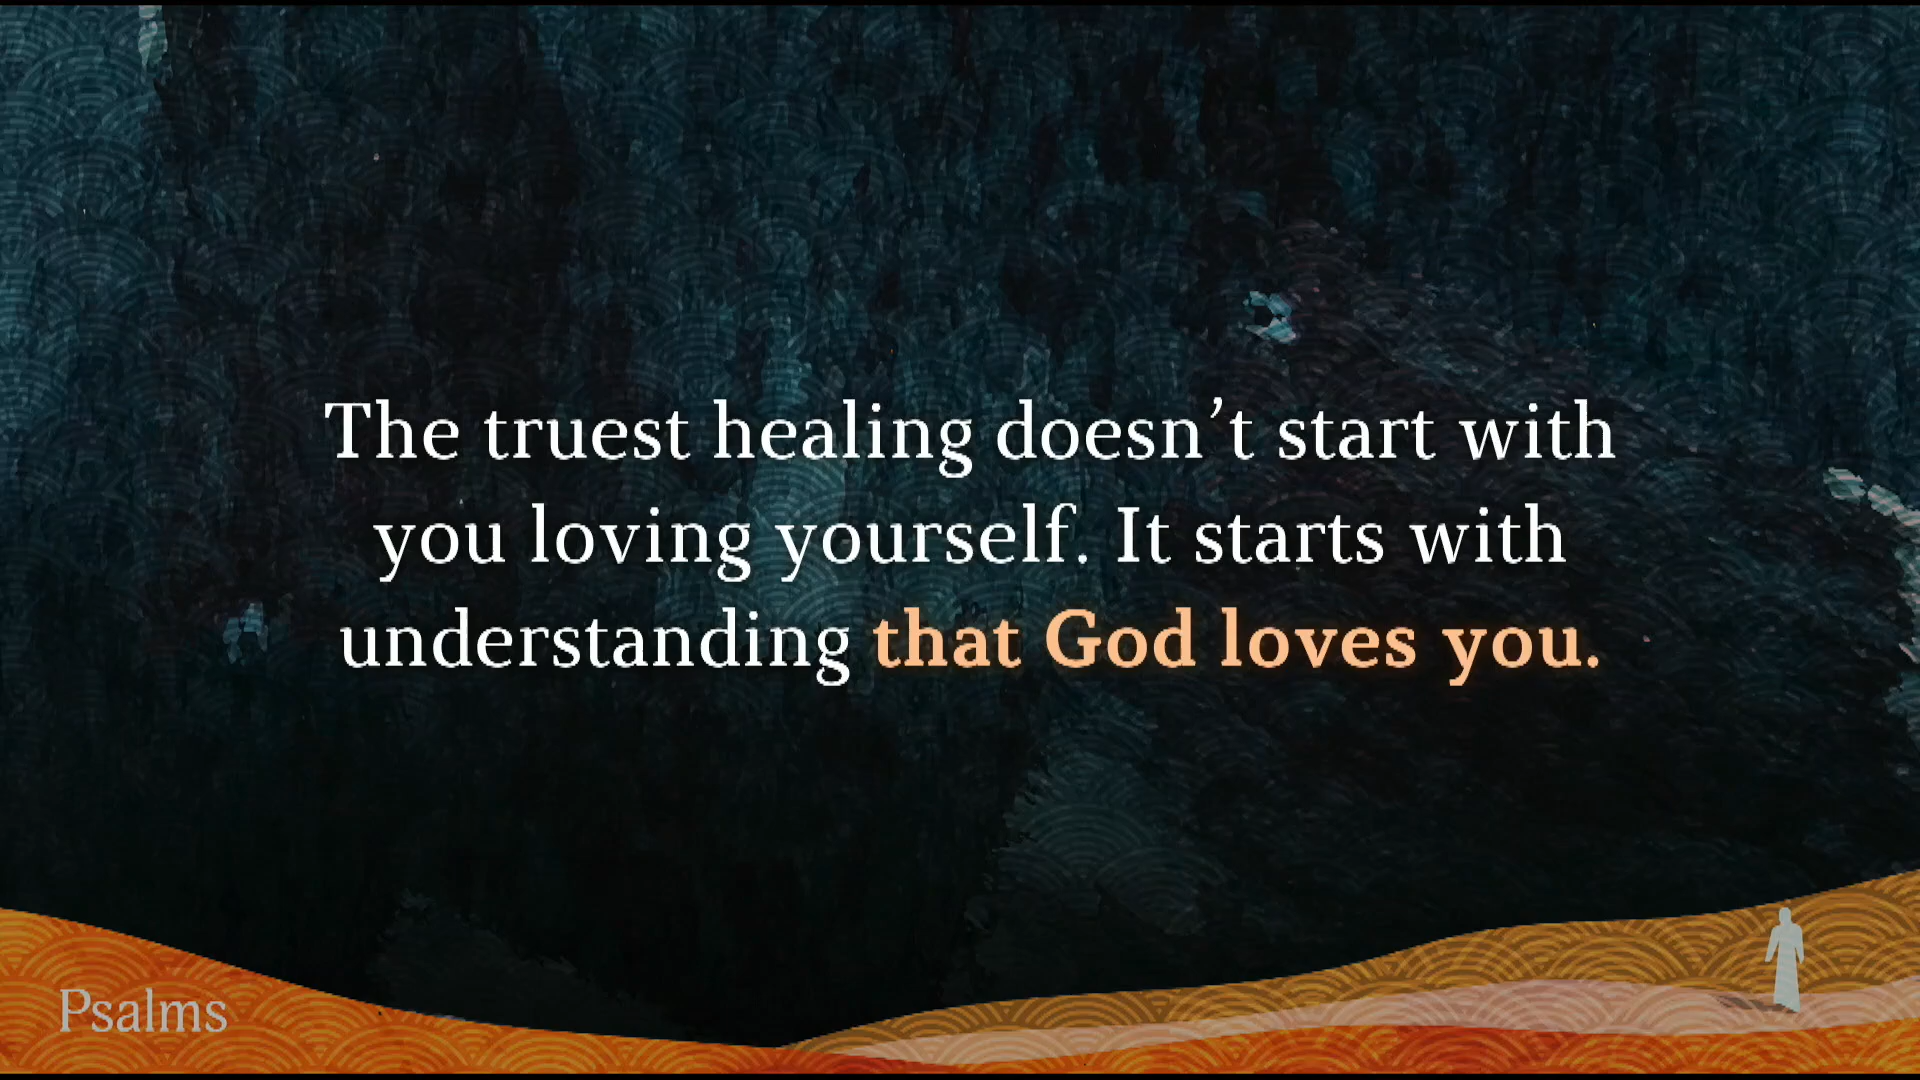 The truest healing doesn’t start with
you loving yourself. It starts with
understanding that God loves you.
Psalms